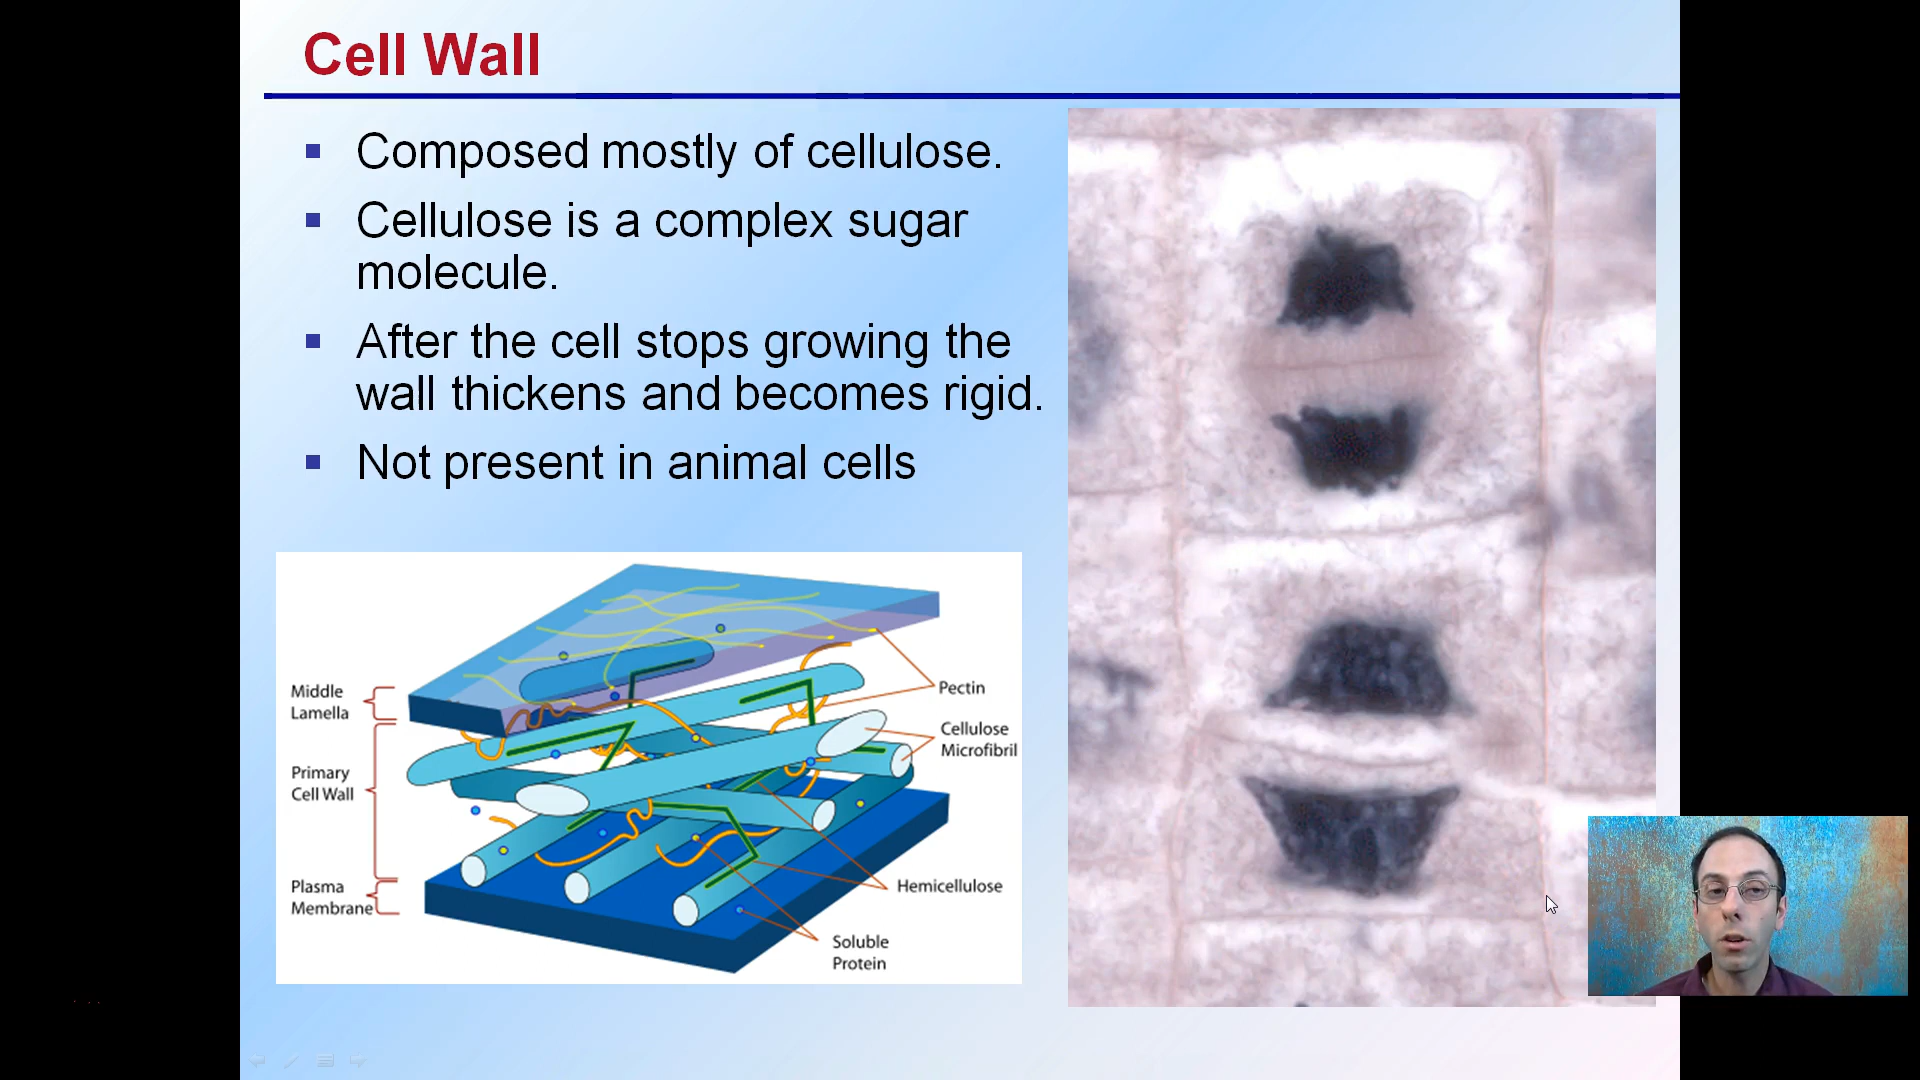 Cell Wall
Composed mostly of cellulose.
Cellulose is a complex sugar
molecule.
After the cell stops growing the
wall thickens and becomes rigid.
Not present in animal cells
Middle
Lamella
Primary
Cell Wall
Plasma
Membrane
Pectin
Cellulose
Microfibril
Hemicellulose
Soluble
Protein